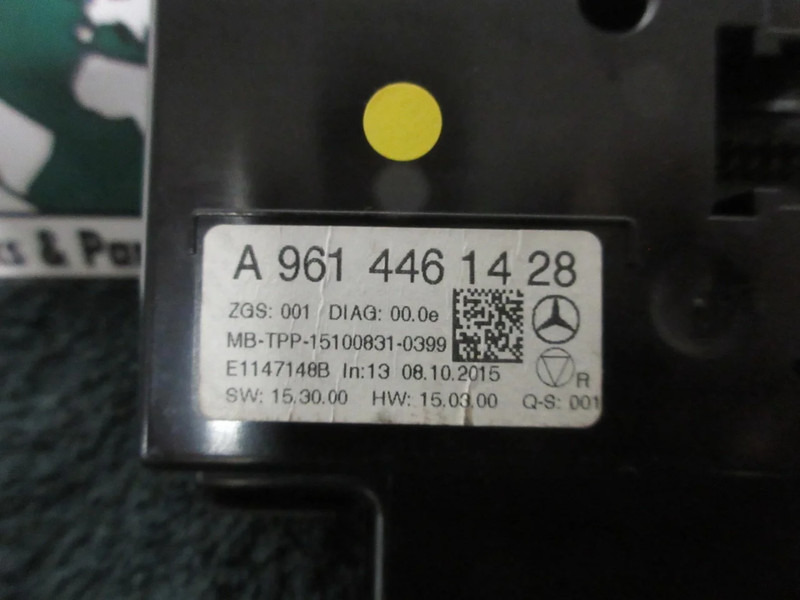 ks & Par
A 961 446 14 28
ZGS: 001 DIAG: 00.0e
MB-TPP-15100831-0399
E1147148B In:13 08.10.2015
R
SW: 15.30.00 HW: 15.03.00 Q-S: 001